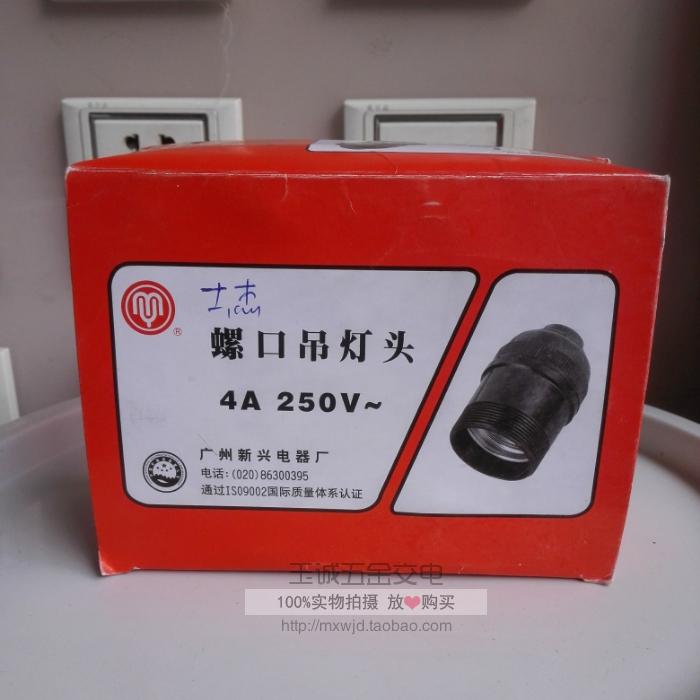 螺口吊灯头
4A 250V~
广州新兴电器厂
电话:(020)86300395
通过ISO9002国际质量体系认证
玉诚五金交电
100%实物拍摄 放❤购买
http://mxwjd.taobao.com